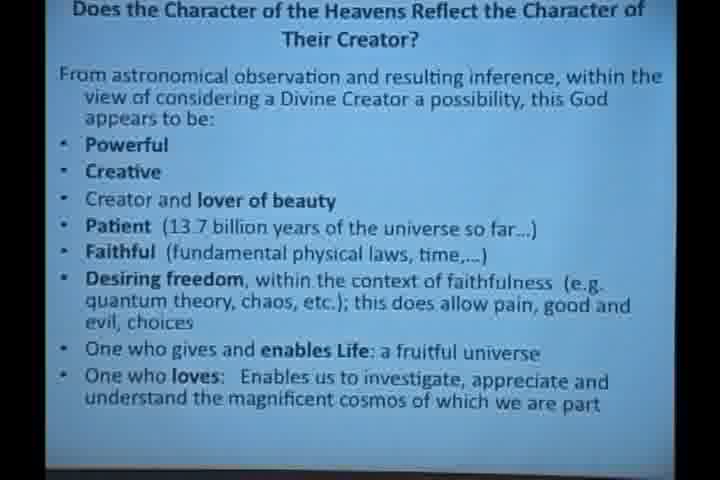 Does the Character of the Heavens Reflect the Character of
Their Creator?
From astronomical observation and resulting inference, within the
view of considering a Divine Creator a possibility, this God
appears to be:
• Powerful
• Creative
• Creator and lover of beauty
• Patient (13.7 billion years of the universe so far...)
• Faithful (fundamental physical laws, time,...)
• Desiring freedom, within the context of faithfulness (e.g.
quantum theory, chaos, etc.); this does allow pain, good and
evil, choices
• One who gives and enables Life: a fruitful universe
• One who loves: Enables us to investigate, appreciate and
understand the magnificent cosmos of which we are part